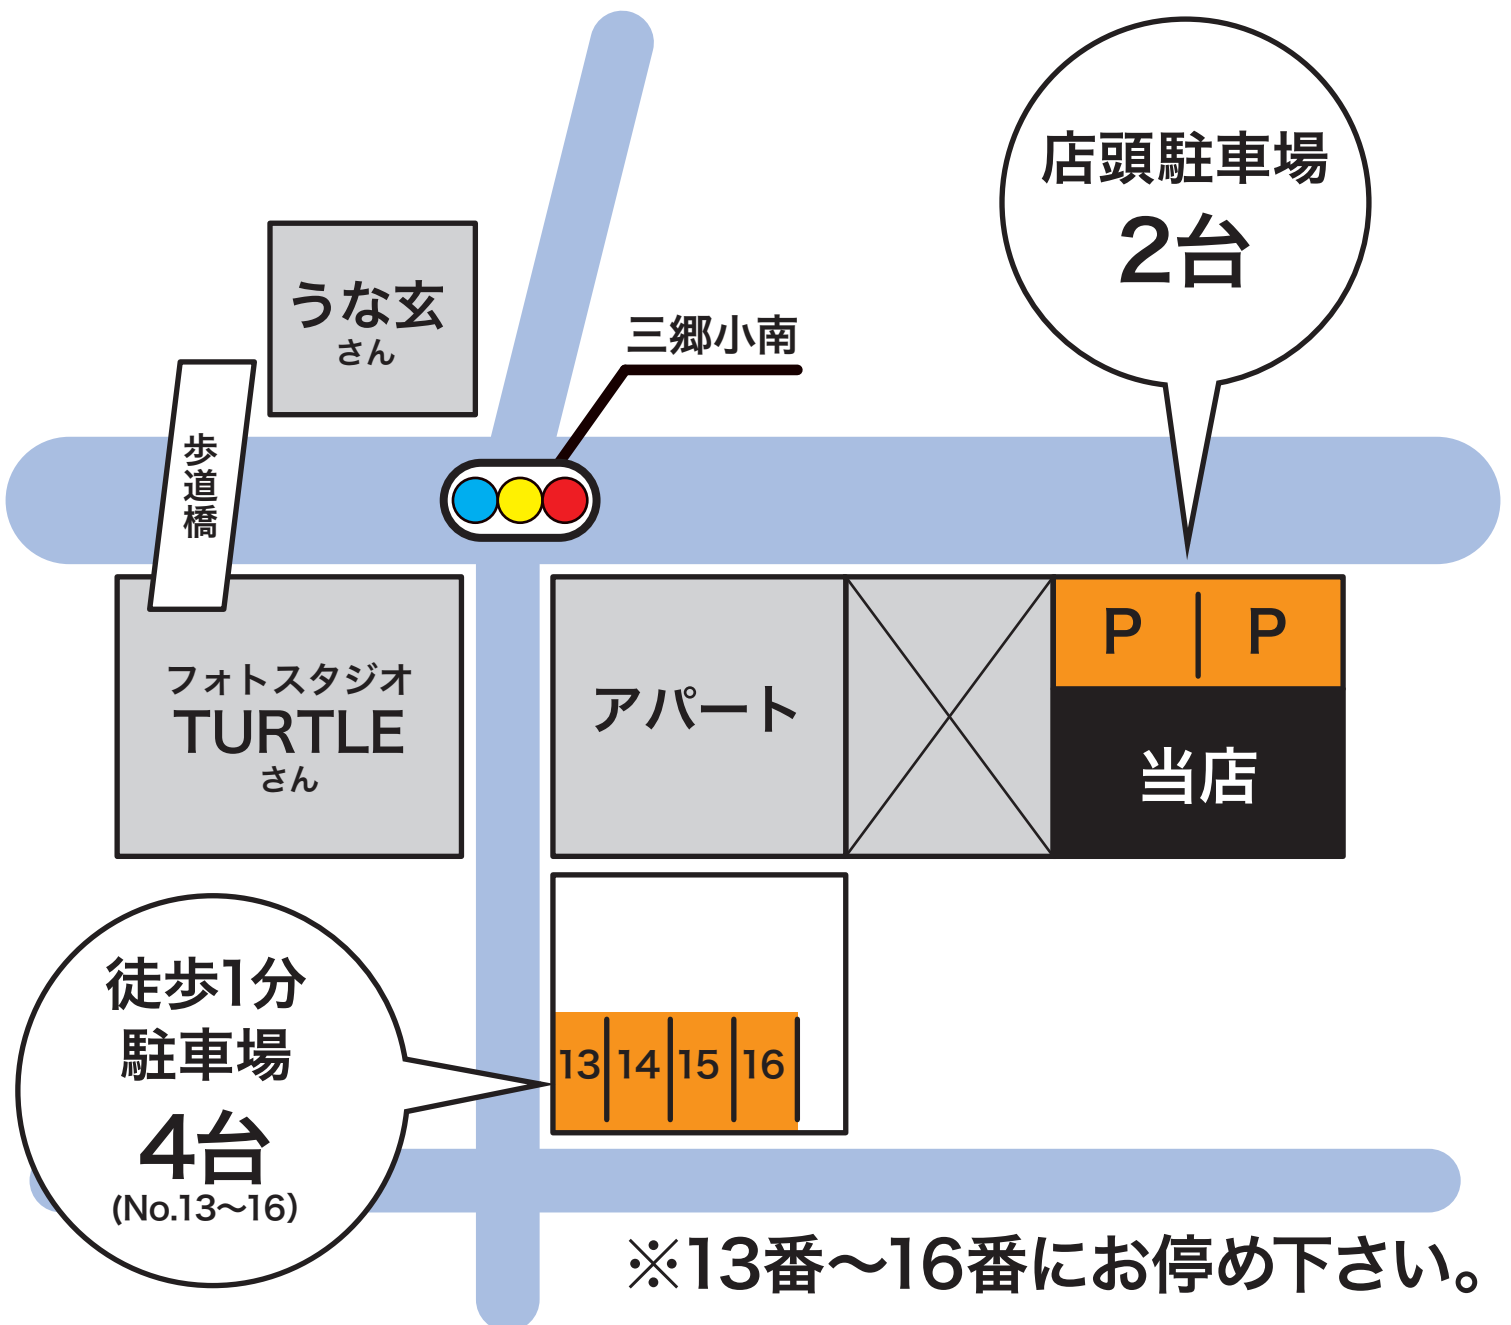 店頭駐車場
2台
うな玄
さん
三郷小南
歩道橋
フォトスタジオ
TURTLE
さん
アパート
P P
当店
徒歩1分
駐車場
4台
(No.13〜16)
13 14 15 16
※13番〜16番にお停め下さい。